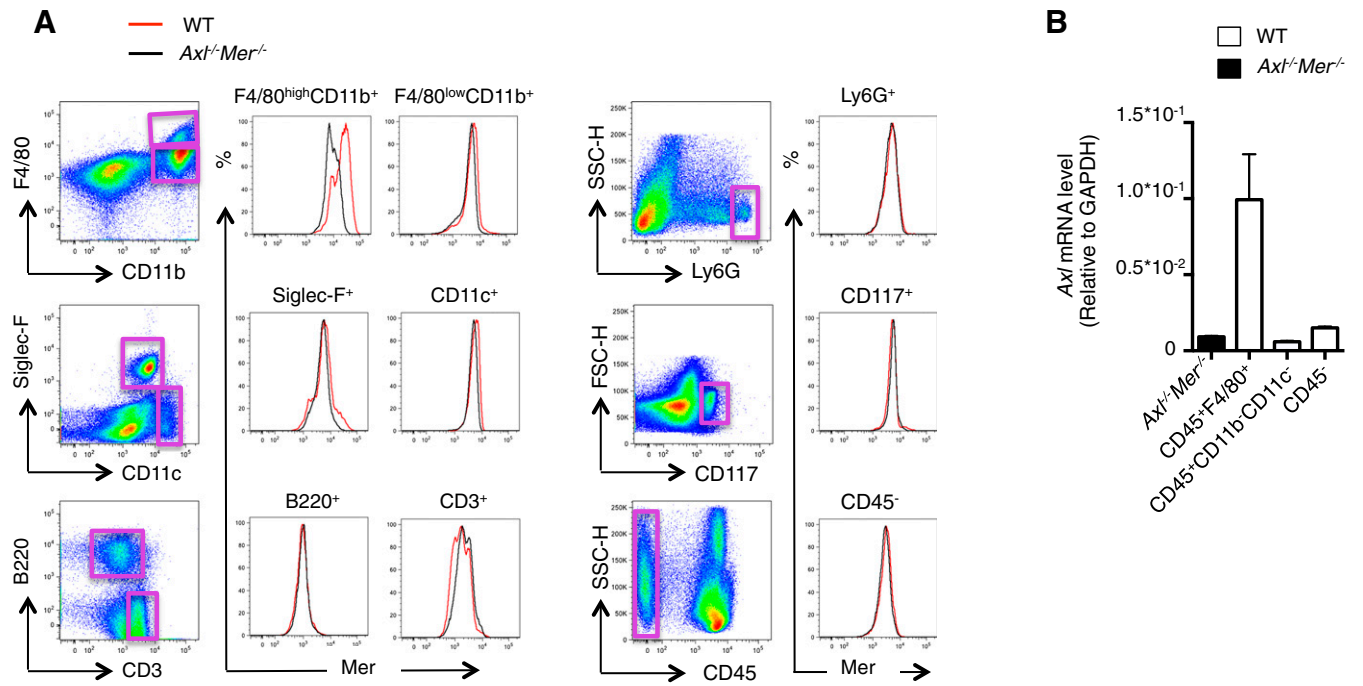 A
WT
Axl-/-Mer-/-
F4/80highCD11b+
F4/80lowCD11b+
F4/80
CD11b
%
Siglec-F+
CD11c+
Siglec-F
CD11c
B220+
CD3+
B220
CD3
Mer
Ly6G+
SSC-H
Ly6G
%
CD117+
FSC-H
CD117
CD45-
SSC-H
CD45
Mer
B
WT
Axl-/-Mer-/-
Axl mRNA level
(Relative to GAPDH)
1.5*10-1
1.0*10-1
0.5*10-2
0
Axl-/-Mer-/-
CD45+F4/80+
CD45+CD11b-CD11c-
CD45-